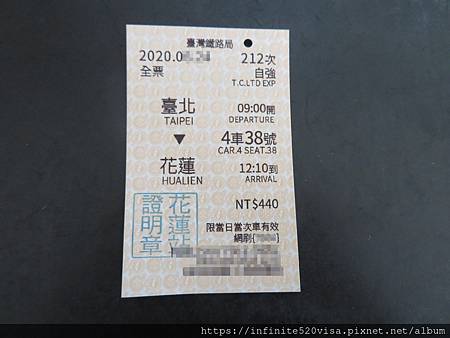 臺灣鐵路局
2020.0
212次
全票
自強
T.C.LTD EXP
臺北
TAIPEI
09:00開
DEPARTURE
4車38號
CAR.4 SEAT.38
花蓮
HUALIEN
12:10到
ARRIVAL
NT$440
限當日當次車有效
網刷[
花蓮站
證明章
https://infinite520visa.pixnet.net/album